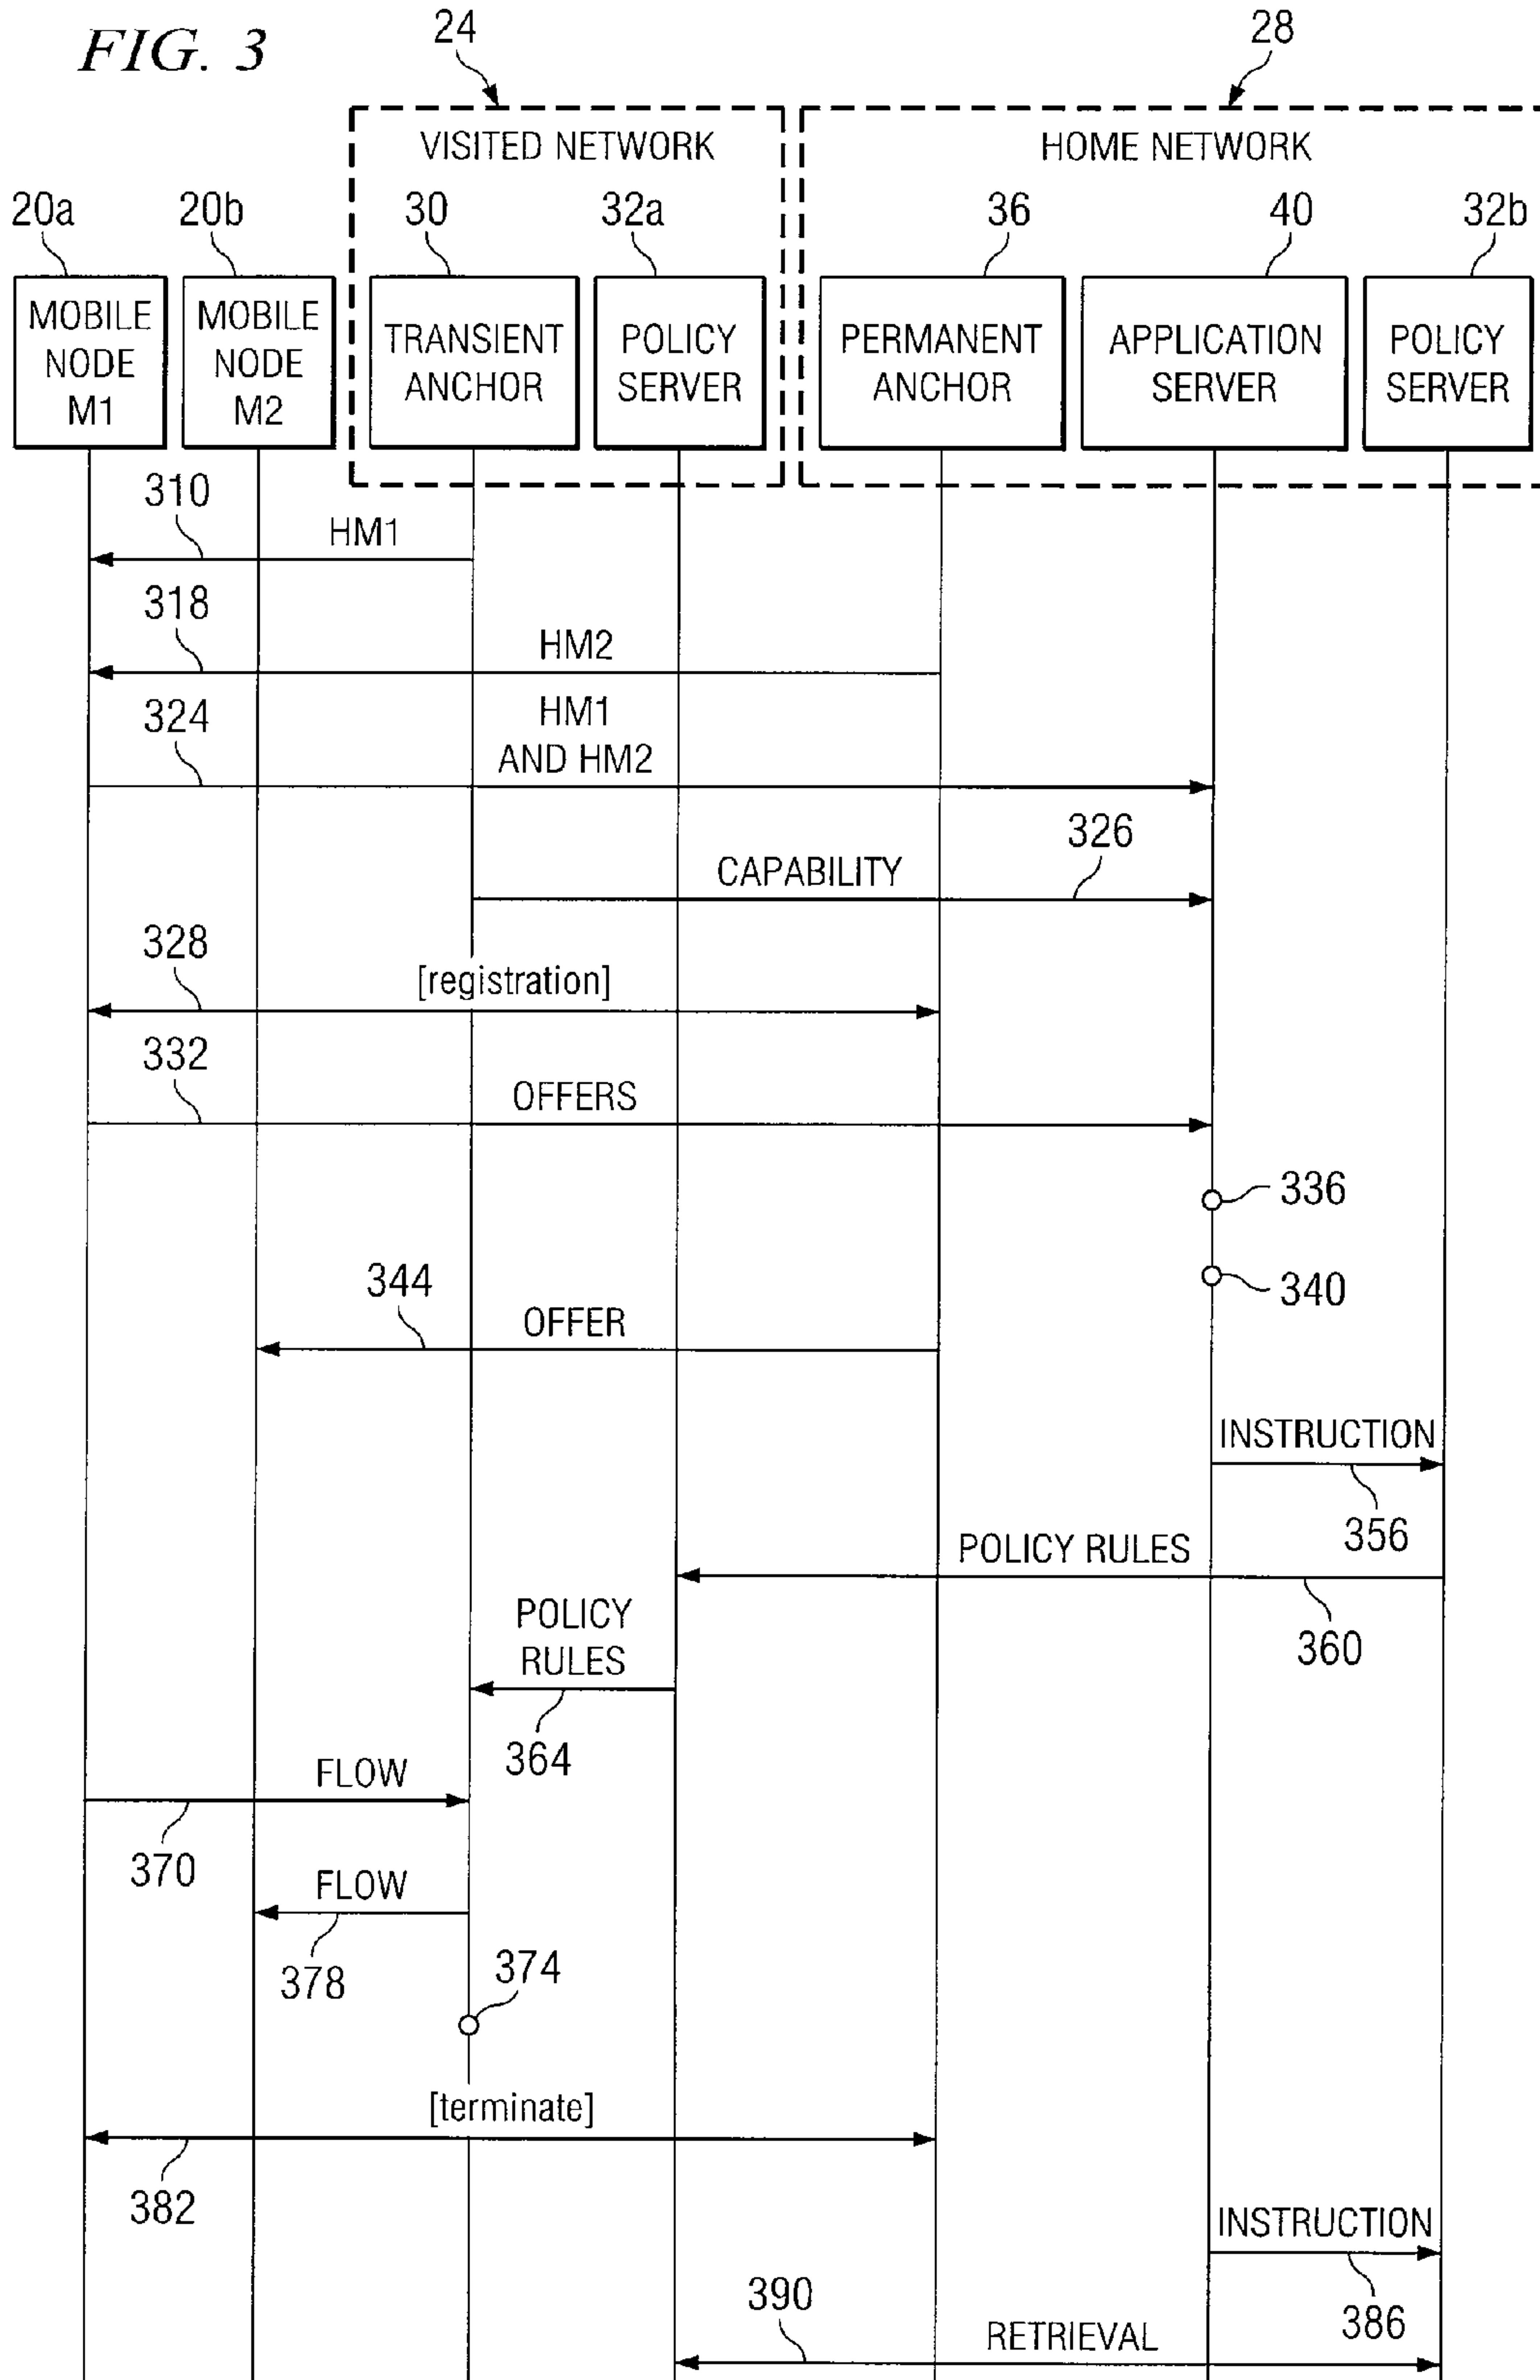 FIG. 3
24
28
VISITED NETWORK
HOME NETWORK
20a
20b
30
32a
36
40
32b
MOBILE
NODE
M1
MOBILE
NODE
M2
TRANSIENT
ANCHOR
POLICY
SERVER
PERMANENT
ANCHOR
APPLICATION
SERVER
POLICY
SERVER
310
HM1
318
HM2
324
HM1
AND HM2
326
CAPABILITY
328
[registration]
332
OFFERS
336
340
344
OFFER
INSTRUCTION
356
POLICY RULES
360
POLICY
RULES
364
FLOW
370
FLOW
378
374
[terminate]
382
INSTRUCTION
386
390
RETRIEVAL